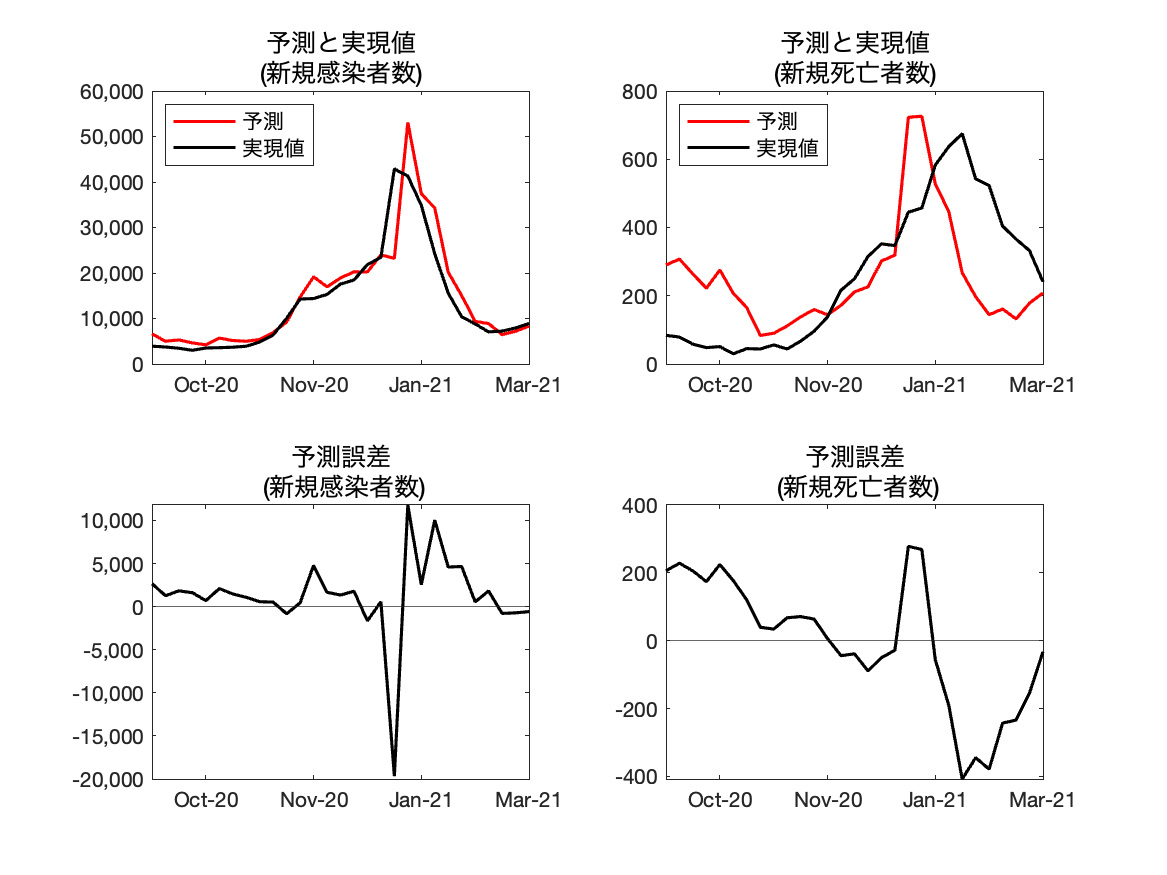 予測と実現値
(新規感染者数)
60,000
50,000
40,000
30,000
20,000
10,000
0
予測
実現値
Oct-20
Nov-20
Jan-21
Mar-21
予測と実現値
(新規死亡者数)
800
600
400
200
0
予測
実現値
Oct-20
Nov-20
Jan-21
Mar-21
予測誤差
(新規感染者数)
10,000
5,000
0
-5,000
-10,000
-15,000
-20,000
Oct-20
Nov-20
Jan-21
Mar-21
予測誤差
(新規死亡者数)
400
200
0
-200
-400
Oct-20
Nov-20
Jan-21
Mar-21